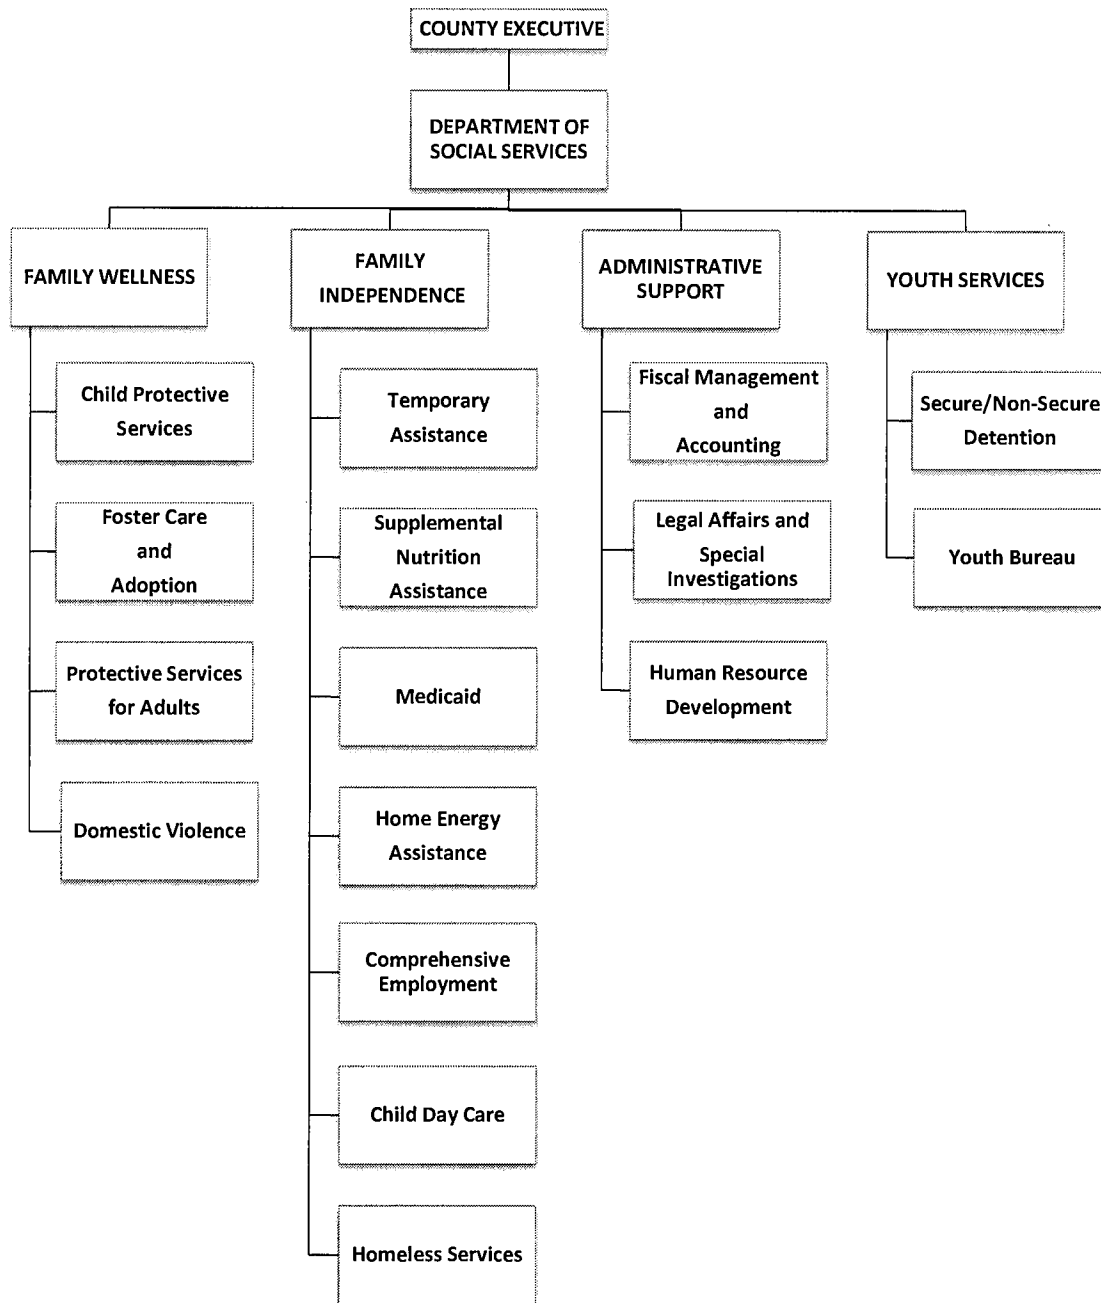 COUNTY EXECUTIVE
DEPARTMENT OF
SOCIAL SERVICES
FAMILY WELLNESS
Child Protective
Services
Foster Care
and
Adoption
Protective Services
for Adults
Domestic Violence
FAMILY
INDEPENDENCE
Temporary
Assistance
Supplemental
Nutrition
Assistance
Medicaid
Home Energy
Assistance
Comprehensive
Employment
Child Day Care
Homeless Services
ADMINISTRATIVE
SUPPORT
Fiscal Management
and
Accounting
Legal Affairs and
Special
Investigations
Human Resource
Development
YOUTH SERVICES
Secure/Non-Secure
Detention
Youth Bureau